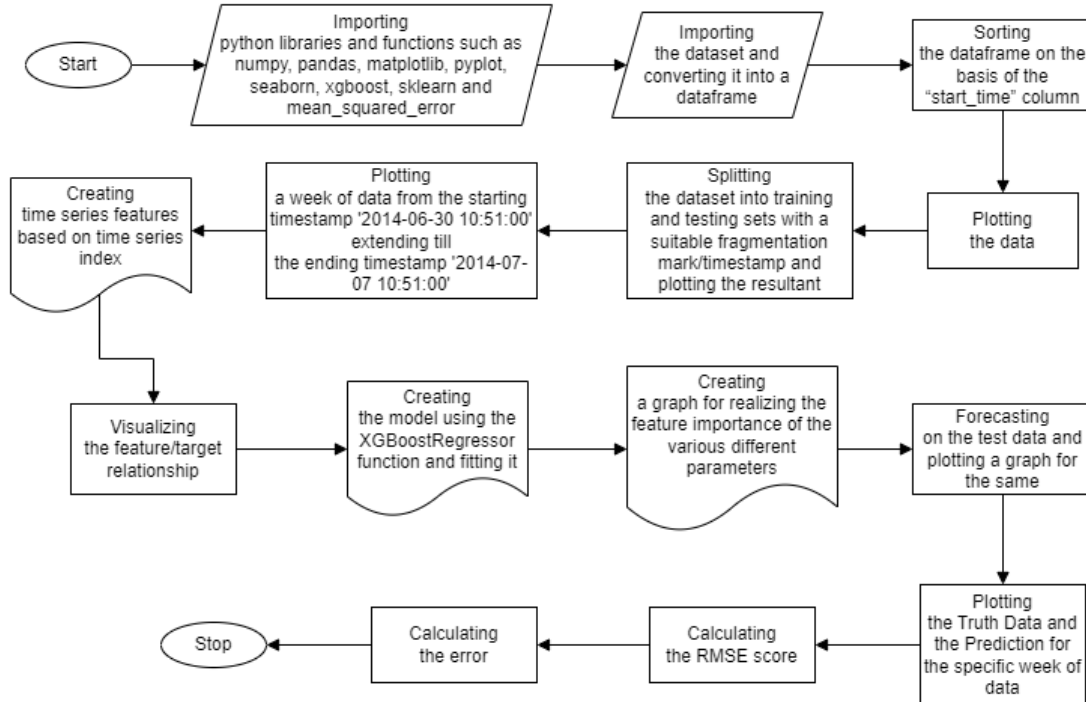 Start
Importing
python libraries and functions such as
numpy, pandas, matplotlib, pyplot,
seaborn, xgboost, sklearn and
mean_squared_error
Importing
the dataset and
converting it into a
dataframe
Sorting
the dataframe on the
basis of the
“start_time” column
Plotting
the data
Splitting
the dataset into training
and testing sets with a
suitable fragmentation
mark/timestamp and
plotting the resultant
Plotting
a week of data from the starting
timestamp '2014-06-30 10:51:00'
extending till
the ending timestamp '2014-07-
07 10:51:00'
Creating
time series features
based on time series
index
Visualizing
the feature/target
relationship
Creating
the model using the
XGBoostRegressor
function and fitting it
Creating
a graph for realizing the
feature importance of the
various different
parameters
Forecasting
on the test data and
plotting a graph for
the same
Plotting
the Truth Data and
the Prediction for
the specific week of
data
Calculating
the RMSE score
Calculating
the error
Stop